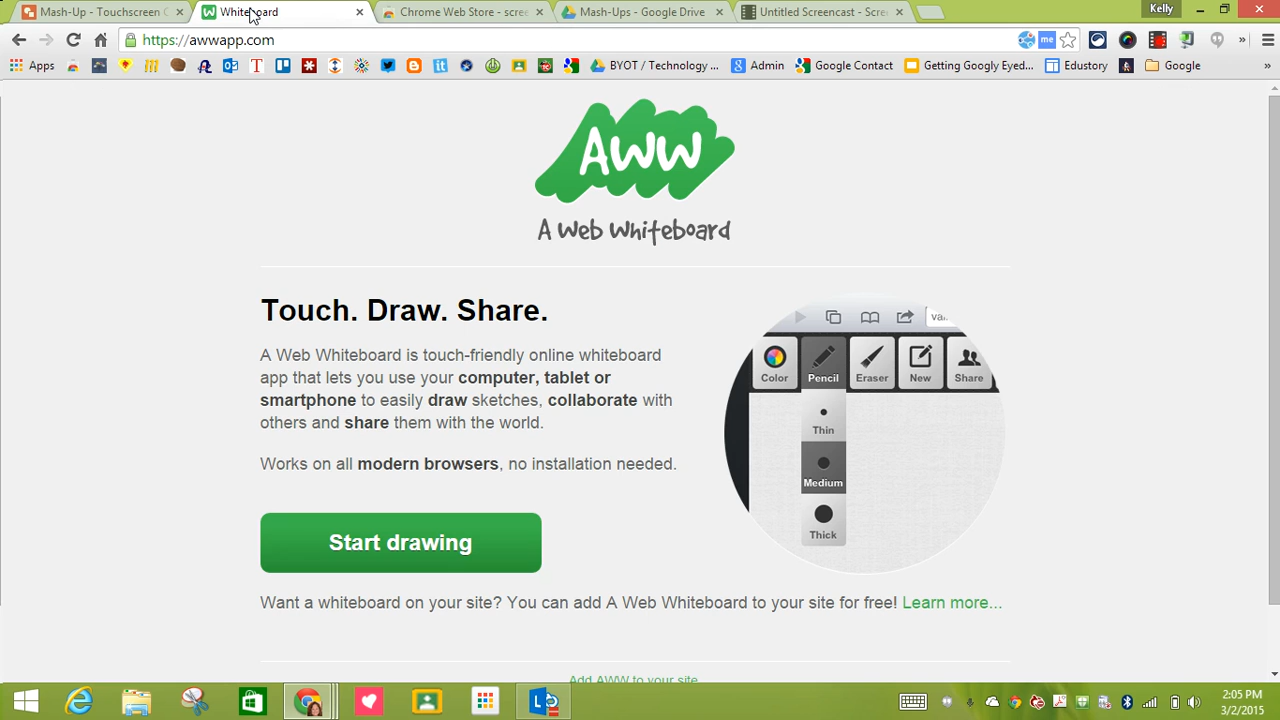 Mash-Up - Touchscreen C
Whiteboard
Chrome Web Store - scree
Mash-Ups - Google Drive
Untitled Screencast - Scre
Kelly
https://awwapp.com
me
Apps
BYOT / Technology ...
Admin
Google Contact
Getting Googly Eyed...
Edustory
Google
AWW
A Web Whiteboard
Touch. Draw. Share.
A Web Whiteboard is touch-friendly online whiteboard
app that lets you use your computer, tablet or
smartphone to easily draw sketches, collaborate with
others and share them with the world.
Works on all modern browsers, no installation needed.
Color
Pencil
Eraser
New
Share
Thin
Medium
Thick
Start drawing
Want a whiteboard on your site? You can add A Web Whiteboard to your site for free! Learn more...
Add AWW to your site
2:05 PM
3/2/2015